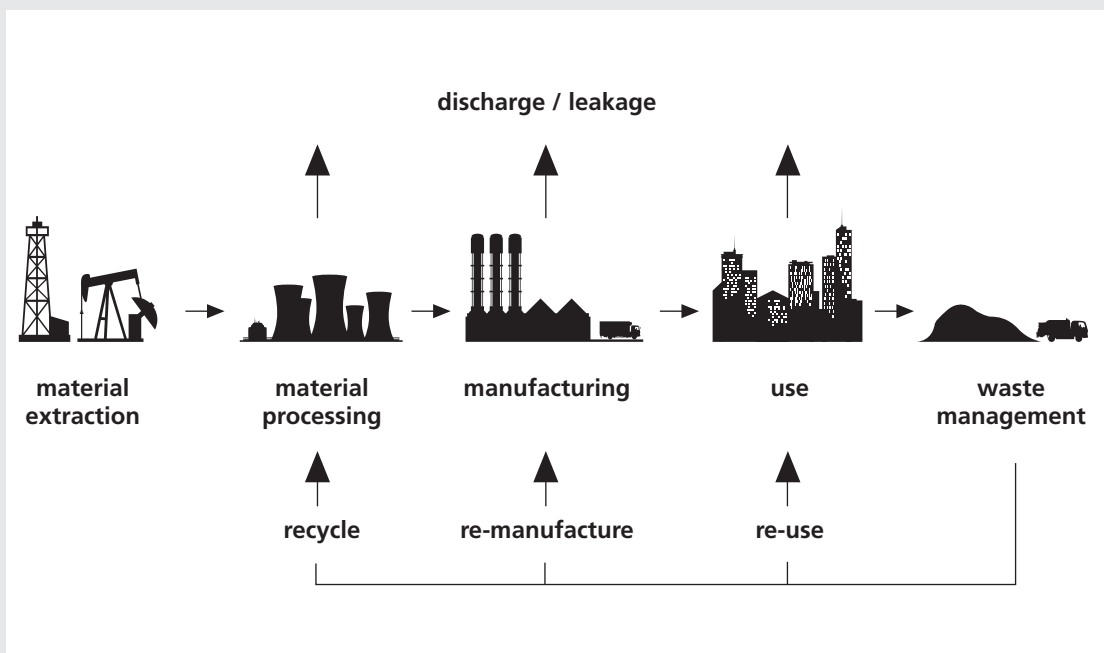 discharge / leakage
material
extraction
material
processing
manufacturing
use
waste
management
recycle
re-manufacture
re-use